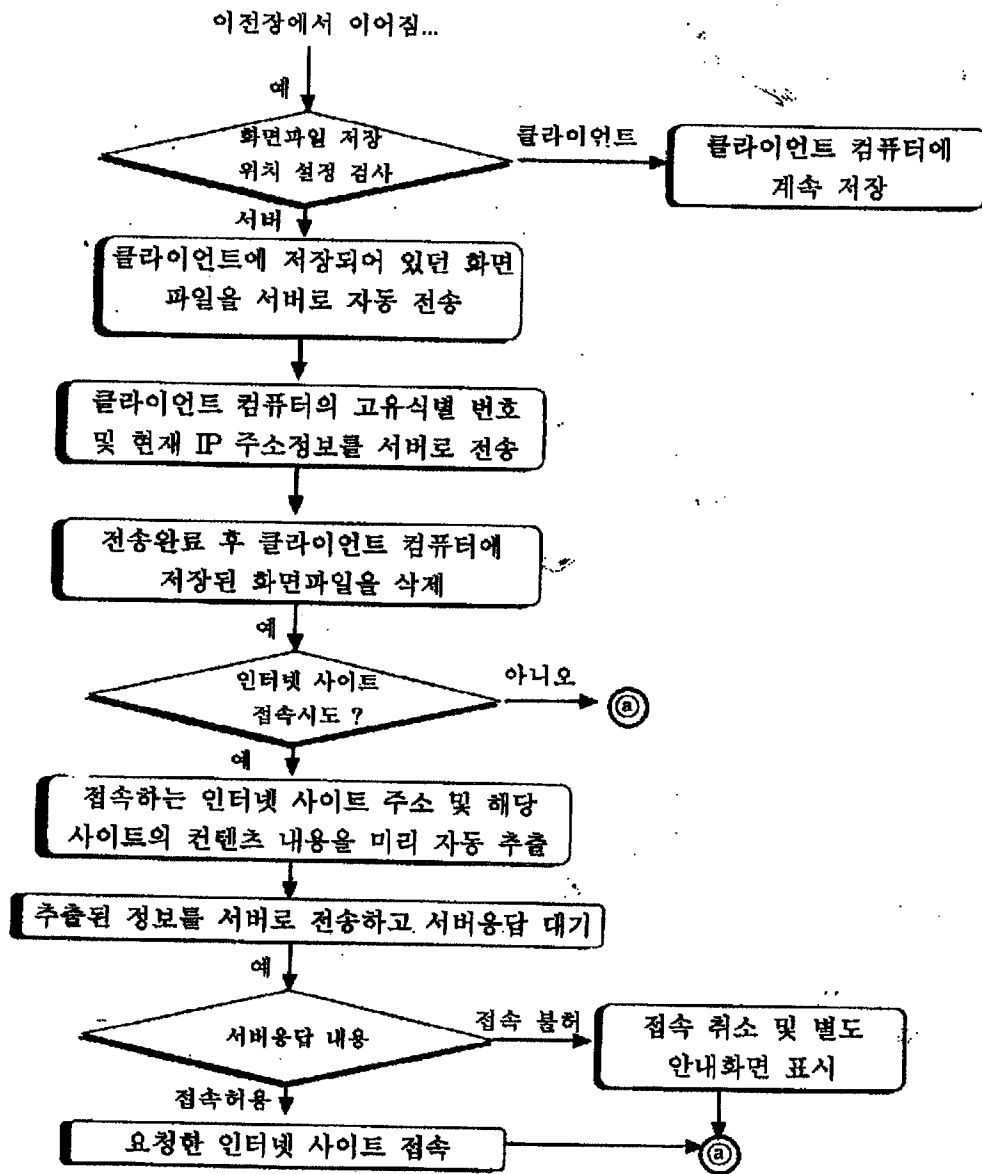 이전장에서 이어짐...
예
화면파일 저장
위치 설정 검사
클라이언트
클라이언트 컴퓨터에
계속 저장
서버
클라이언트에 저장되어 있던 화면
파일을 서버로 자동 전송
클라이언트 컴퓨터의 고유식별 번호
및 현재 IP 주소정보를 서버로 전송
전송완료 후 클라이언트 컴퓨터에
저장된 화면파일을 삭제
예
인터넷 사이트
접속시도 ?
아니오
ⓐ
예
접속하는 인터넷 사이트 주소 및 해당
사이트의 컨텐츠 내용을 미리 자동 추출
추출된 정보를 서버로 전송하고 서버응답 대기
예
서버응답 내용
접속 불허
접속 취소 및 별도
안내화면 표시
접속허용
요청한 인터넷 사이트 접속
ⓐ